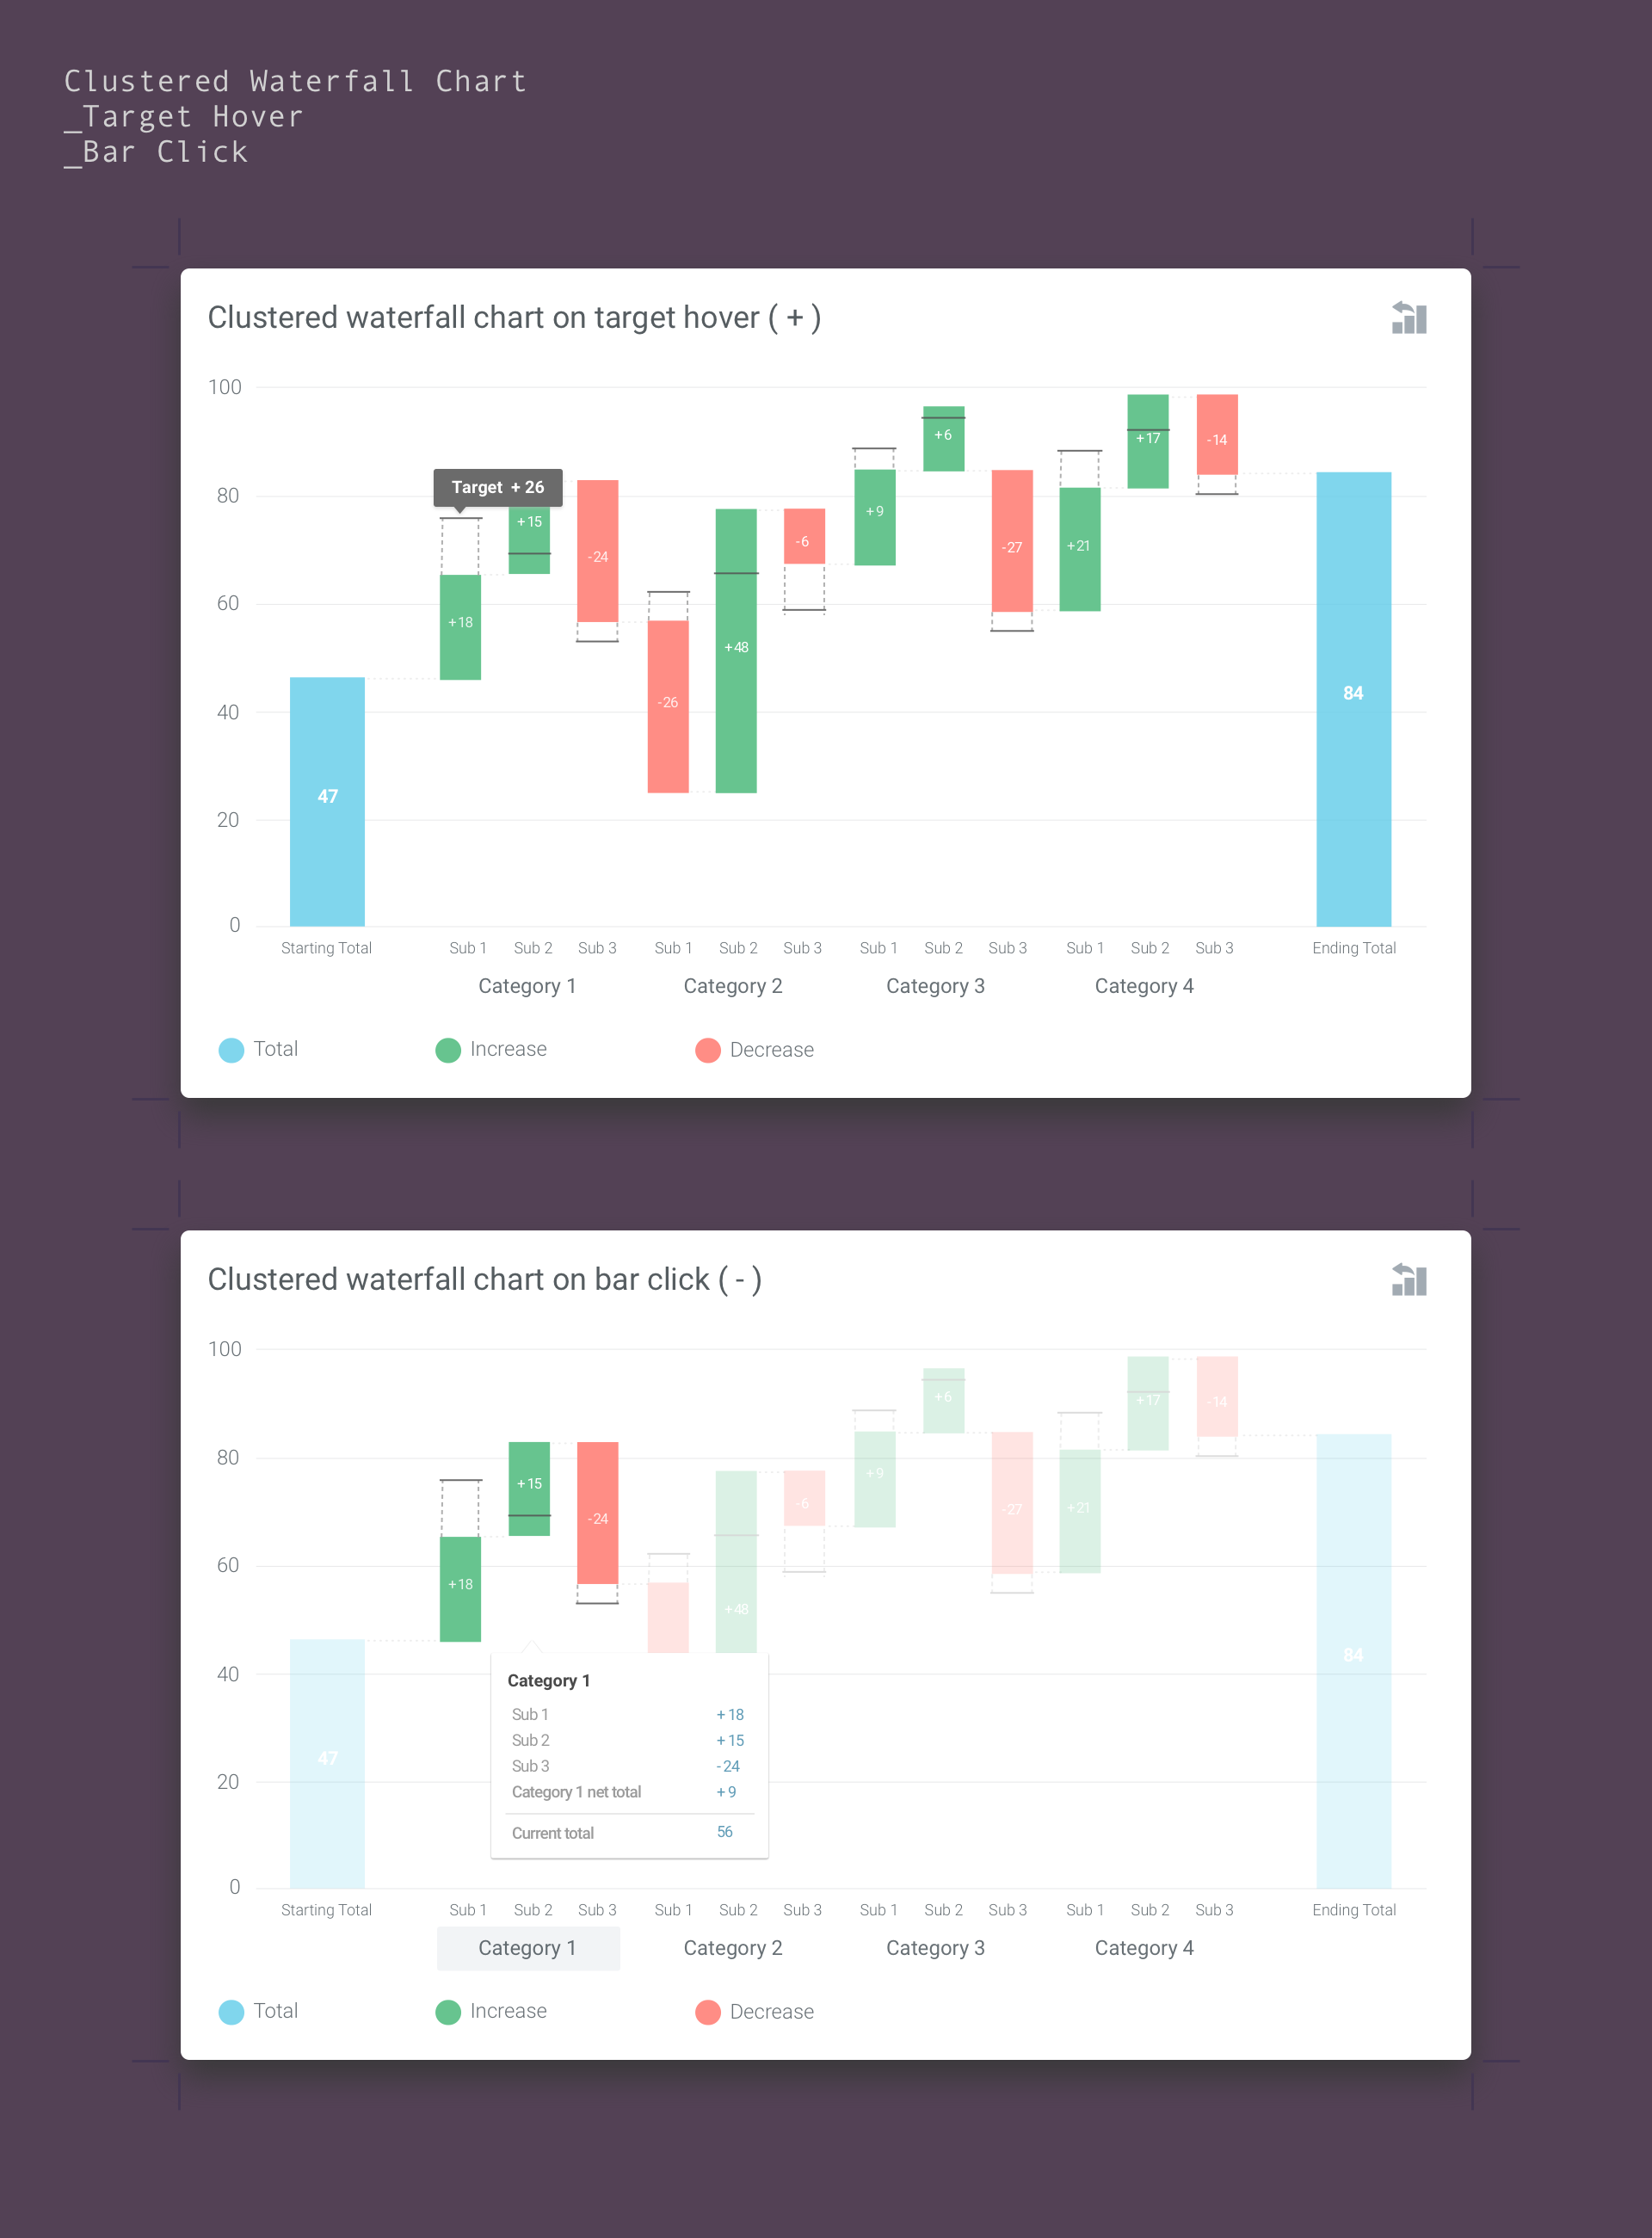 Clustered Waterfall Chart
_Target Hover
_Bar Click
Clustered waterfall chart on target hover ( + )
100
80
60
40
20
0
Target + 26
47
+18
+15
-24
-26
+48
-6
+9
+6
-27
+21
+17
-14
84
Starting Total Sub 1 Sub 2 Sub 3 Sub 1 Sub 2 Sub 3 Sub 1 Sub 2 Sub 3 Sub 1 Sub 2 Sub 3 Ending Total
Category 1 Category 2 Category 3 Category 4
Total Increase Decrease
Clustered waterfall chart on bar click ( - )
100
80
60
40
20
0
47
+18
+15
-24
+48
-6
+9
+6
-27
+21
+17
-14
84
Category 1
Sub 1 +18
Sub 2 +15
Sub 3 -24
Category 1 net total +9
Current total 56
Starting Total Sub 1 Sub 2 Sub 3 Sub 1 Sub 2 Sub 3 Sub 1 Sub 2 Sub 3 Sub 1 Sub 2 Sub 3 Ending Total
Category 1 Category 2 Category 3 Category 4
Total Increase Decrease